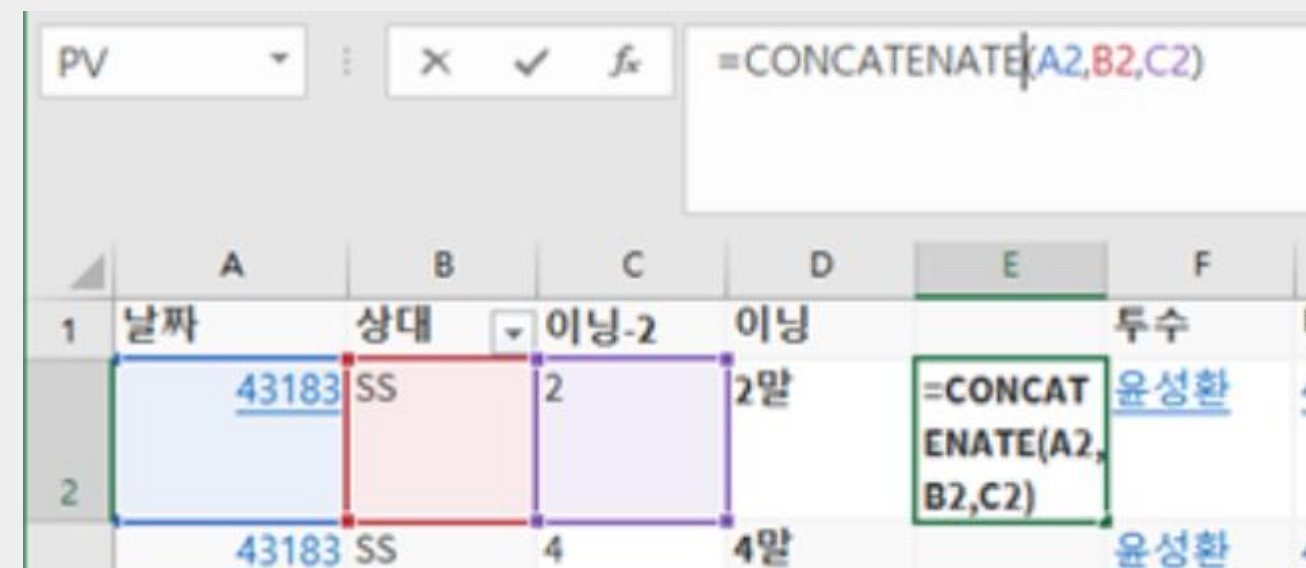 PV
fx
=CONCATENATE(A2,B2,C2)
A B C D E F
1 날짜 상대 이닝-2 이닝 투수
2 43183 SS 2 2말 =CONCAT 윤성환
ENATE(A2,
B2,C2)
43183 SS 4 4말 윤성환